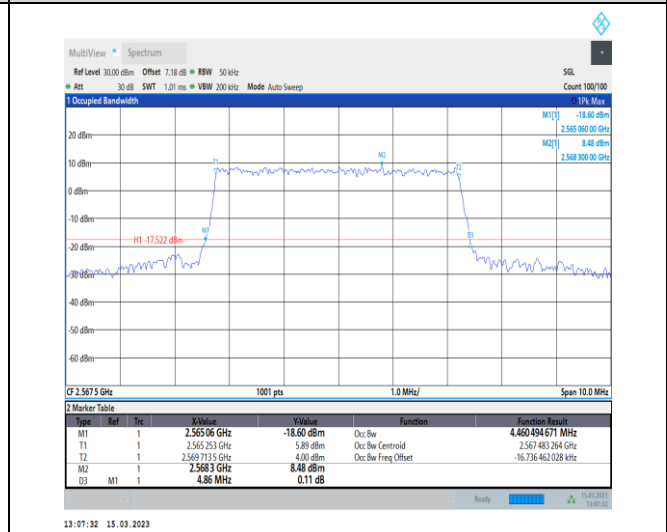 MultiView Spectrum
Ref Level 30.00 dBm Offset 7.18 dB RBW 50 kHz SGL
Att 30 dB SWT 1.01 ms VBW 200 kHz Mode Auto Sweep Count 100/100
1 Occupied Bandwidth 1Pk Max
M1[1] -18.60 dBm
2.565 060 00 GHz
M2[1] 8.48 dBm
2.568 300 00 GHz
20 dBm
M2
T1 T2
10 dBm
0 dBm
-10 dBm
M1 D3
H1 -17.522 dBm
-20 dBm
-30 dBm
-40 dBm
-50 dBm
-60 dBm
CF 2.567 5 GHz 1001 pts 1.0 MHz/ Span 10.0 MHz
2 Marker Table
Type Ref Trc X-Value Y-Value Function Function Result
M1 1 2.565 06 GHz -18.60 dBm Occ Bw 4.460 494 671 MHz
T1 1 2.565 253 GHz 5.89 dBm Occ Bw Centroid 2.567 483 264 GHz
T2 1 2.569 713 5 GHz 4.00 dBm Occ Bw Freq Offset -16.736 462 028 kHz
M2 1 2.568 3 GHz 8.48 dBm
D3 M1 1 4.86 MHz 0.11 dB
Ready 15.03.2023
13:07:32
13:07:32 15.03.2023